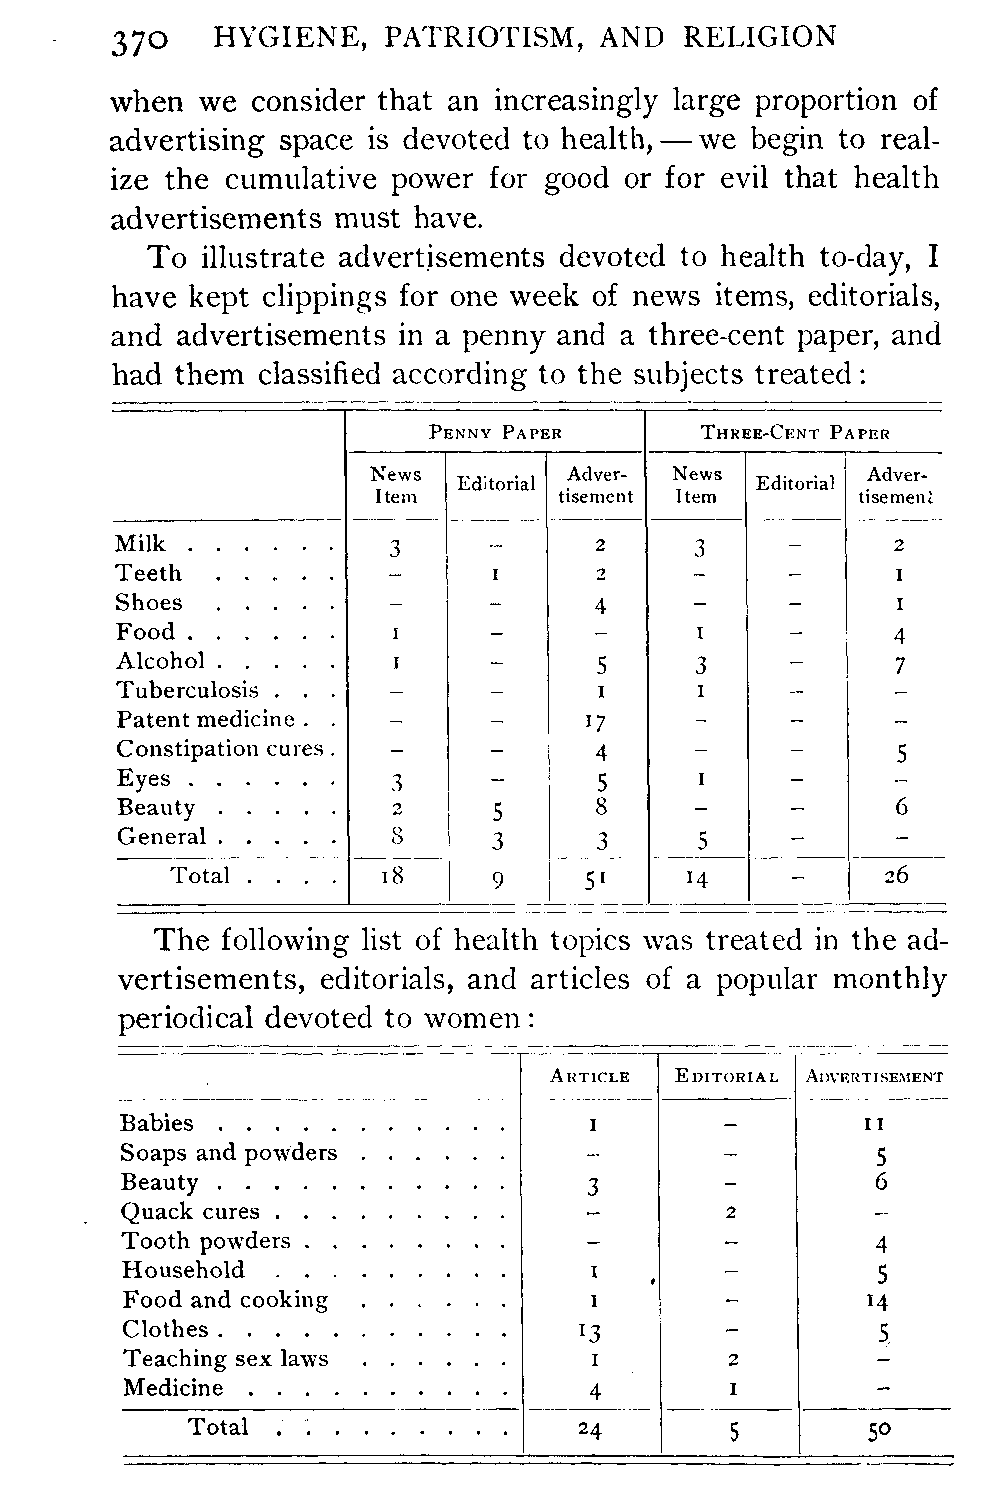 370 HYGIENE, PATRIOTISM, AND RELIGION
when we consider that an increasingly large proportion of
advertising space is devoted to health, — we begin to real-
ize the cumulative power for good or for evil that health
advertisements must have.
To illustrate advertisements devoted to health to-day, I
have kept clippings for one week of news items, editorials,
and advertisements in a penny and a three-cent paper, and
had them classified according to the subjects treated:
PENNY PAPER THREE-CENT PAPER
News Item Editorial Adver-tisement News Item Editorial Adver-tisement
Milk . . . . . . 3 – 2 3 – 2
Teeth . . . . . – 1 2 – – 1
Shoes . . . . . – – 4 – – 1
Food . . . . . . 1 – – 1 – 4
Alcohol . . . . . 1 – 5 3 – 7
Tuberculosis . . . – – 1 1 – –
Patent medicine . . – – 17 – – –
Constipation cures . – – 4 – – 5
Eyes . . . . . . 3 – 5 1 – –
Beauty . . . . . 2 5 8 – – 6
General . . . . . 8 3 3 5 – –
Total . . . . 18 9 51 14 – 26
The following list of health topics was treated in the ad-
vertisements, editorials, and articles of a popular monthly
periodical devoted to women:
ARTICLE EDITORIAL ADVERTISEMENT
Babies . . . . . . . . . . . 1 – 11
Soaps and powders . . . . . . – – 5
Beauty . . . . . . . . . . . 3 – 6
Quack cures . . . . . . . . . – 2 –
Tooth powders . . . . . . . . – – 4
Household . . . . . . . . . 1 – 5
Food and cooking . . . . . . 1 – 14
Clothes . . . . . . . . . . . 13 – 5
Teaching sex laws . . . . . . 1 2 –
Medicine . . . . . . . . . . 4 1 –
Total . . . . . . . . . 24 5 50